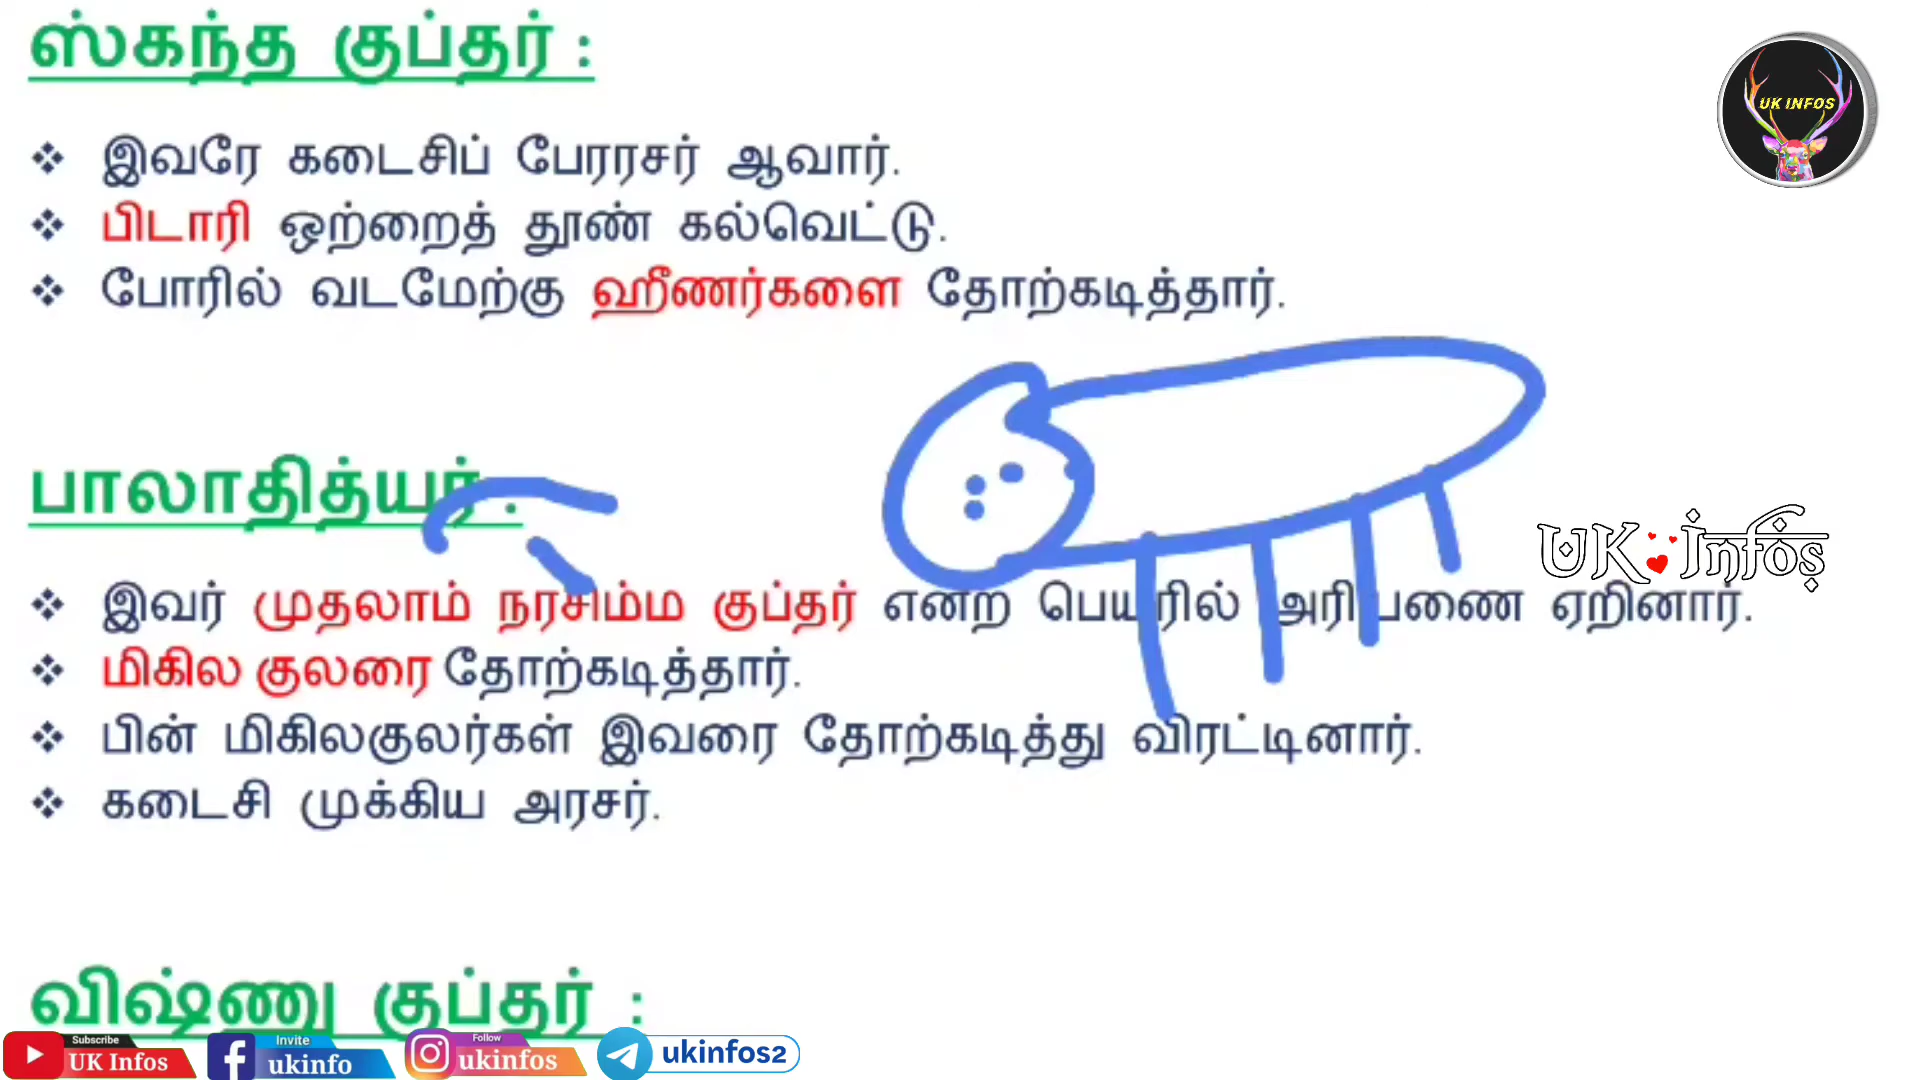 ஸ்கந்த குப்தர் :
UK INFOS
❖ இவரே கடைசிப் பேரரசர் ஆவார்.
❖ பிடாரி ஒற்றைத் தூண் கல்வெட்டு.
❖ போரில் வடமேற்கு ஹீணர்களை தோற்கடித்தார்.
பாலாதித்யர் :
UK Infos
❖ இவர் முதலாம் நரசிம்ம குப்தர் என்ற பெயரில் அரியணை ஏறினார்.
❖ மிகில குலரை தோற்கடித்தார்.
❖ பின் மிகிலகுலர்கள் இவரை தோற்கடித்து விரட்டினார்.
❖ கடைசி முக்கிய அரசர்.
விஷ்ணு குப்தர் :
Subscribe
UK Infos
Invite
ukinfo
Follow
ukinfos
ukinfos2